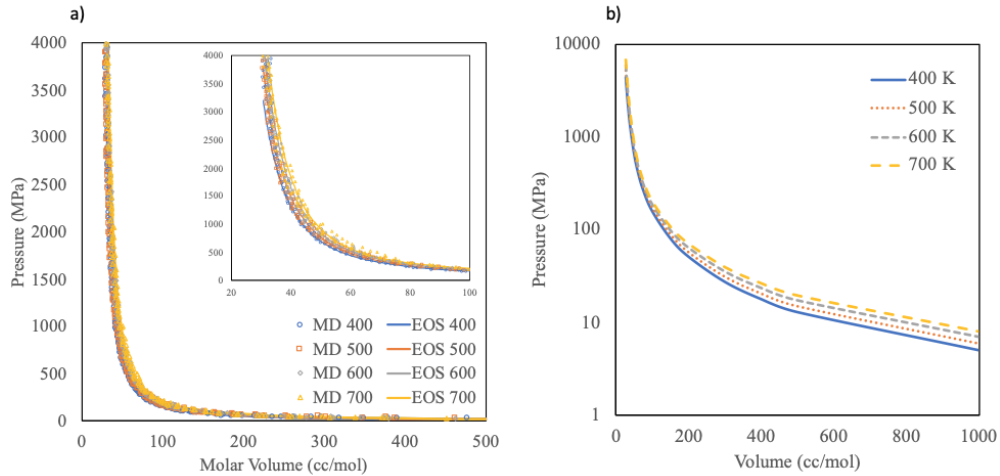 a)
4000
3500
3000
2500
2000
1500
1000
500
0
Pressure (MPa)
0 100 200 300 400 500
Molar Volume (cc/mol)
4000
3500
3000
2500
2000
1500
1000
500
0
20 40 60 80 100
MD 400 EOS 400
MD 500 EOS 500
MD 600 EOS 600
MD 700 EOS 700
b)
10000
1000
100
10
1
Pressure (MPa)
0 200 400 600 800 1000
Volume (cc/mol)
400 K
500 K
600 K
700 K